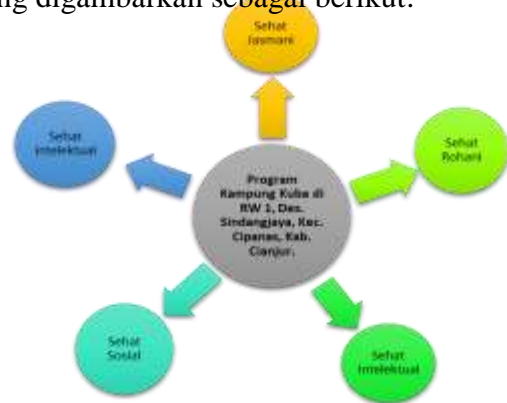 ng digambarkan sebagai berikut:
Sehat
Jasmani
Sehat
Rohani
Sehat
Intelektual
Sehat
Sosial
Sehat
Intelektual
Program
Kampung Kuba di
RW 1, Des.
Sindangjaya, Kec.
Cipanas, Kab.
Cianjur.